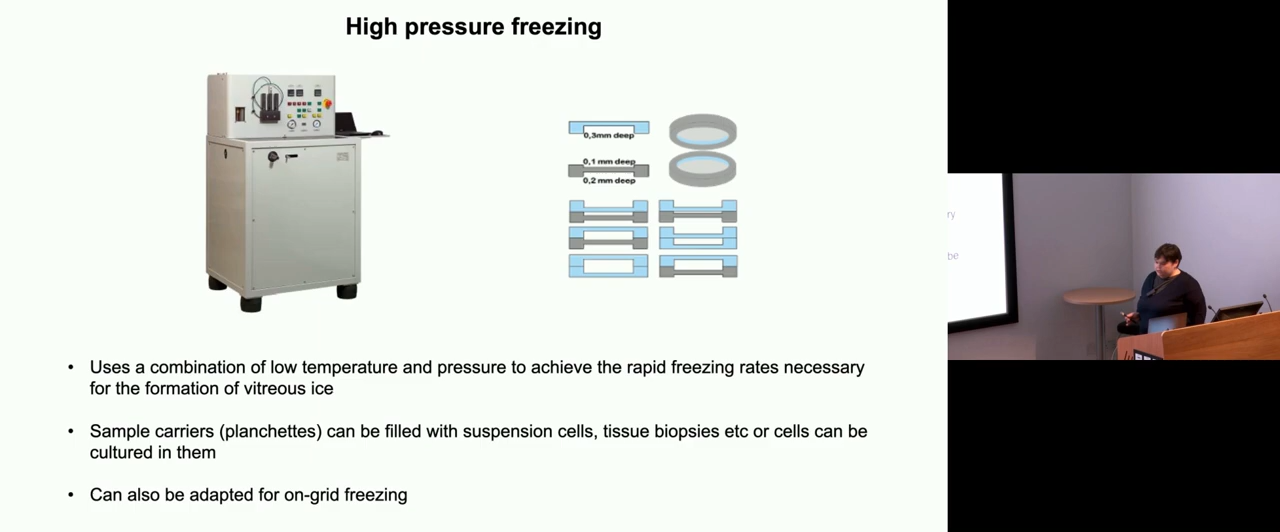 High pressure freezing
0,3mm deep
0,1 mm deep
0,2 mm deep
• Uses a combination of low temperature and pressure to achieve the rapid freezing rates necessary
for the formation of vitreous ice
• Sample carriers (planchettes) can be filled with suspension cells, tissue biopsies etc or cells can be
cultured in them
• Can also be adapted for on-grid freezing
ry
be